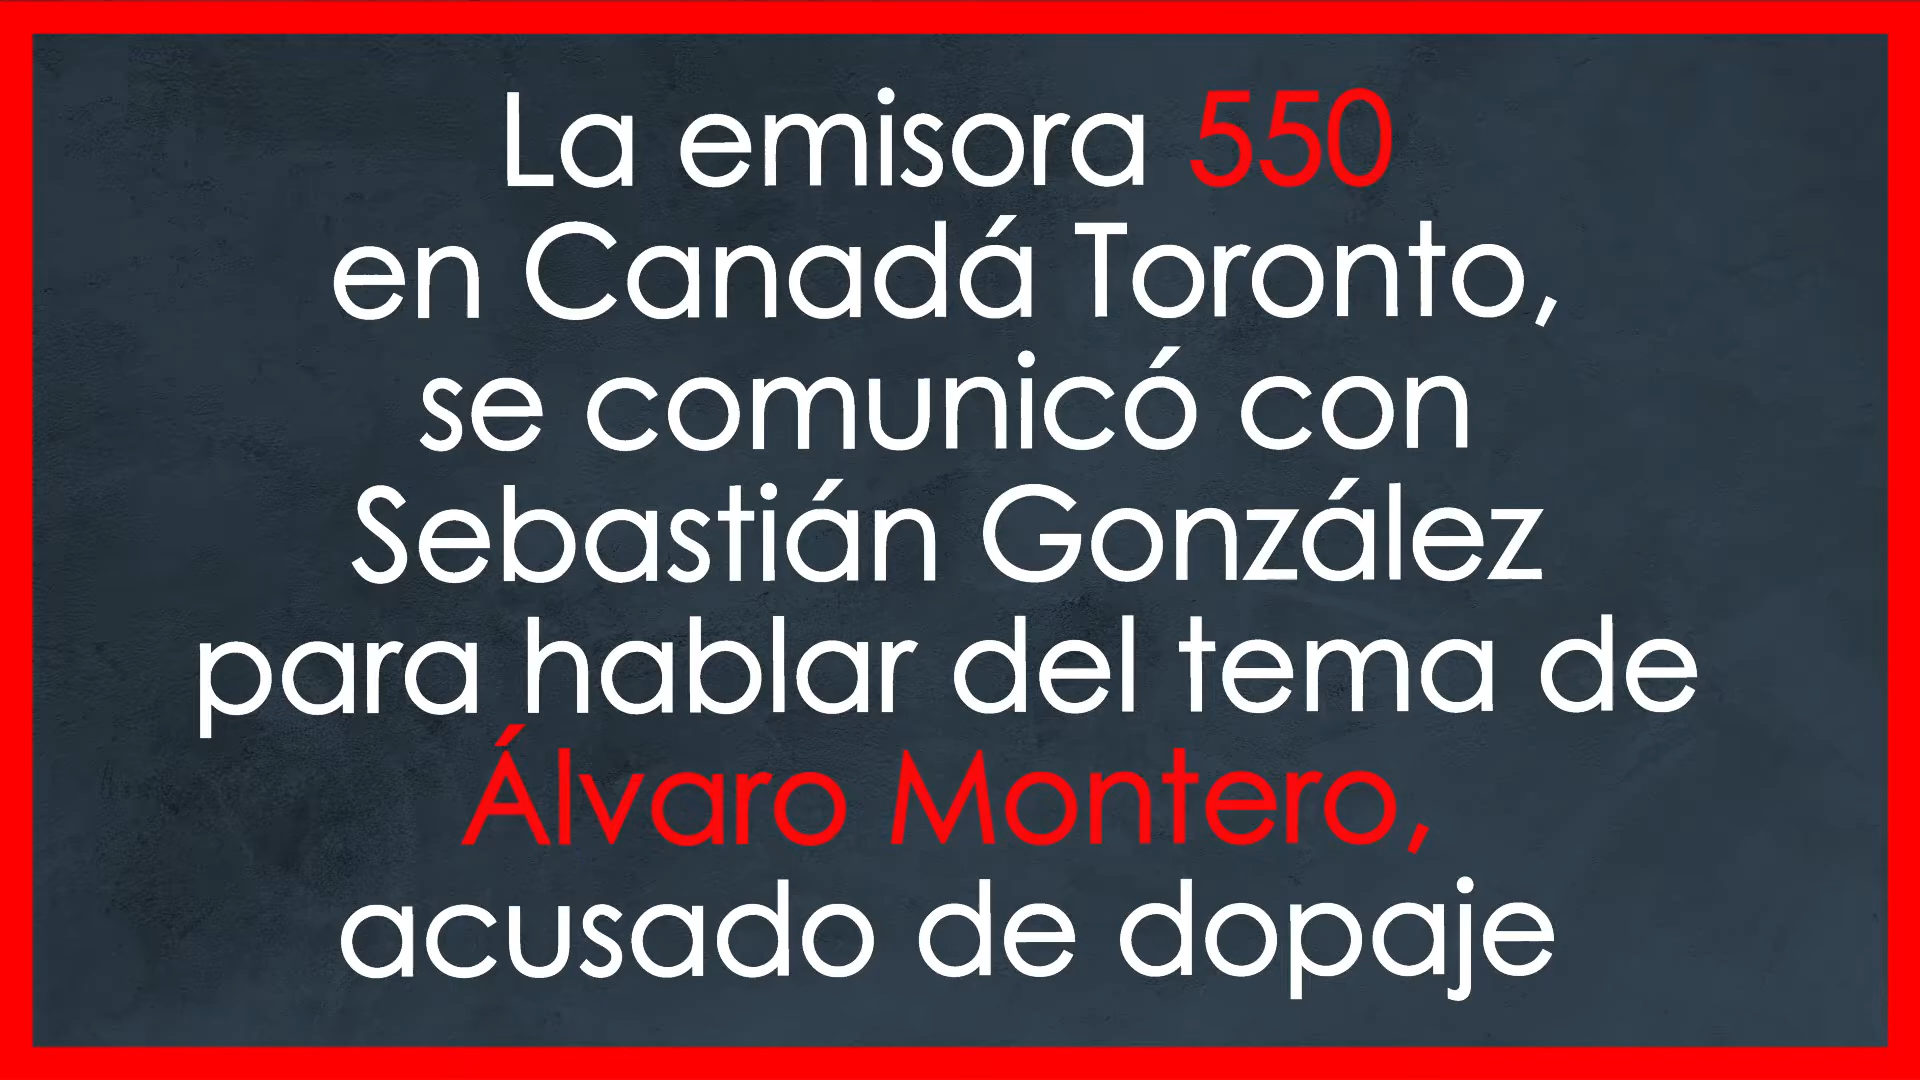 La emisora 550
en Canadá Toronto,
se comunicó con
Sebastián González
para hablar del tema de
Álvaro Montero,
acusado de dopaje